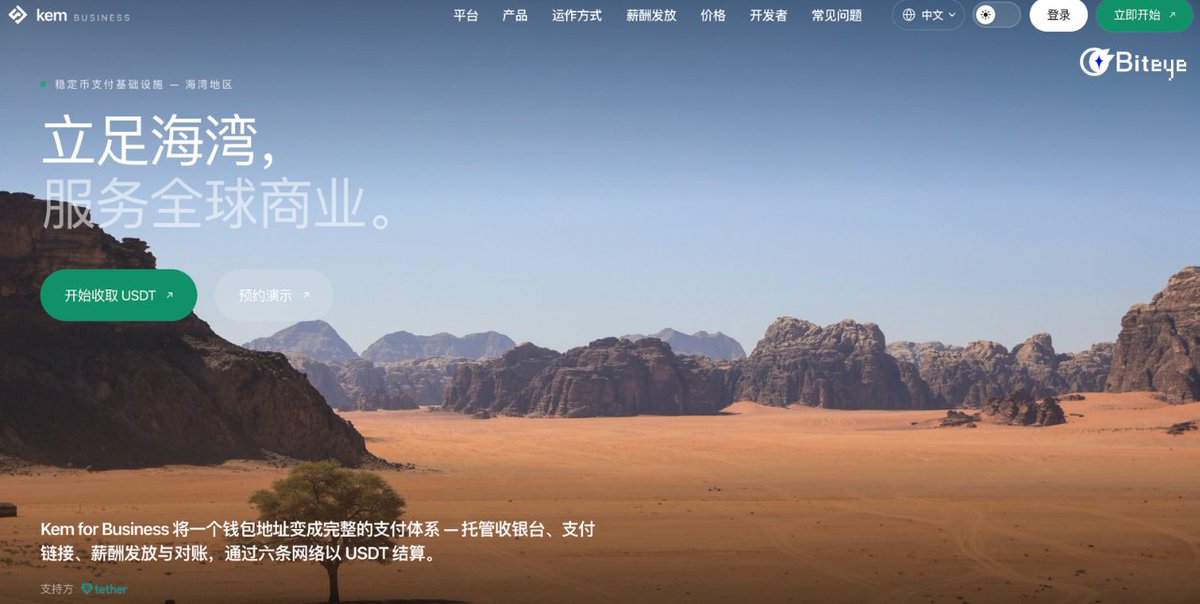 kem BUSINESS
平台 产品 运作方式 薪酬发放 价格 开发者 常见问题 中文 登录 立即开始
Biteye
稳定币支付基础设施 — 海湾地区
立足海湾，
服务全球商业。
开始收取 USDT 预约演示
Kem for Business 将一个钱包地址变成完整的支付体系 — 托管收银台、支付
链接、薪酬发放与对账，通过六条网络以 USDT 结算。
支持方 tether